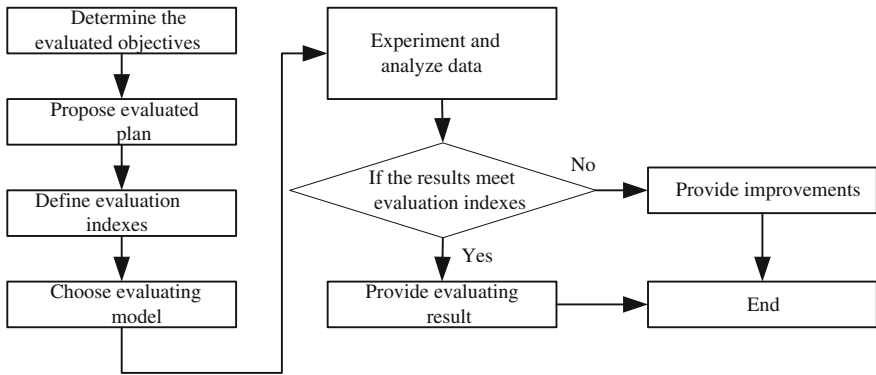 Determine the
evaluated objectives
Propose evaluated
plan
Define evaluation
indexes
Choose evaluating
model
Experiment and
analyze data
If the results meet
evaluation indexes
No
Provide improvements
Yes
Provide evaluating
result
End